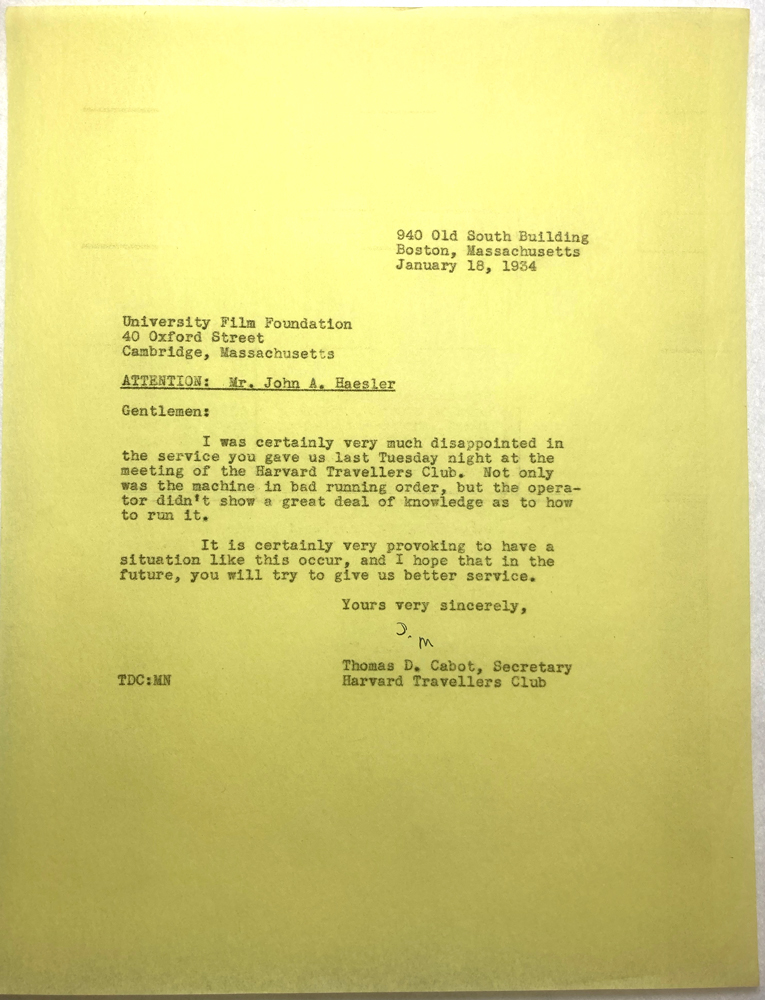 940 Old South Building
Boston, Massachusetts
January 18, 1934
University Film Foundation
40 Oxford Street
Cambridge, Massachusetts
ATTENTION: Mr. John A. Haesler
Gentlemen:
I was certainly very much disappointed in
the service you gave us last Tuesday night at the
meeting of the Harvard Travellers Club. Not only
was the machine in bad running order, but the opera-
tor didn't show a great deal of knowledge as to how
to run it.
It is certainly very provoking to have a
situation like this occur, and I hope that in the
future, you will try to give us better service.
Yours very sincerely,
Thomas D. Cabot, Secretary
TDC:MN Harvard Travellers Club